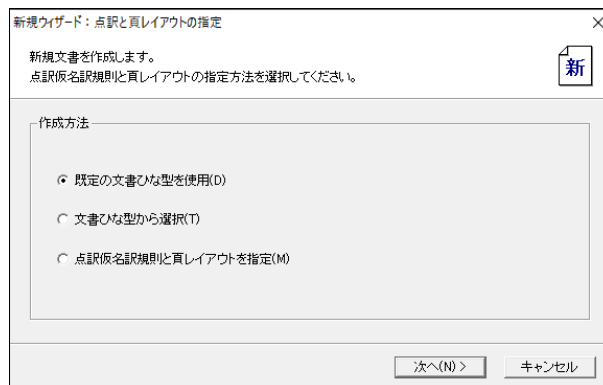 新規ウィザード：点訳と頁レイアウトの指定
新規文書を作成します。
点訳仮名訳規則と頁レイアウトの指定方法を選択してください。
新
作成方法
既定の文書ひな型を使用(D)
文書ひな型から選択(T)
点訳仮名訳規則と頁レイアウトを指定(M)
次へ(N) >
キャンセル